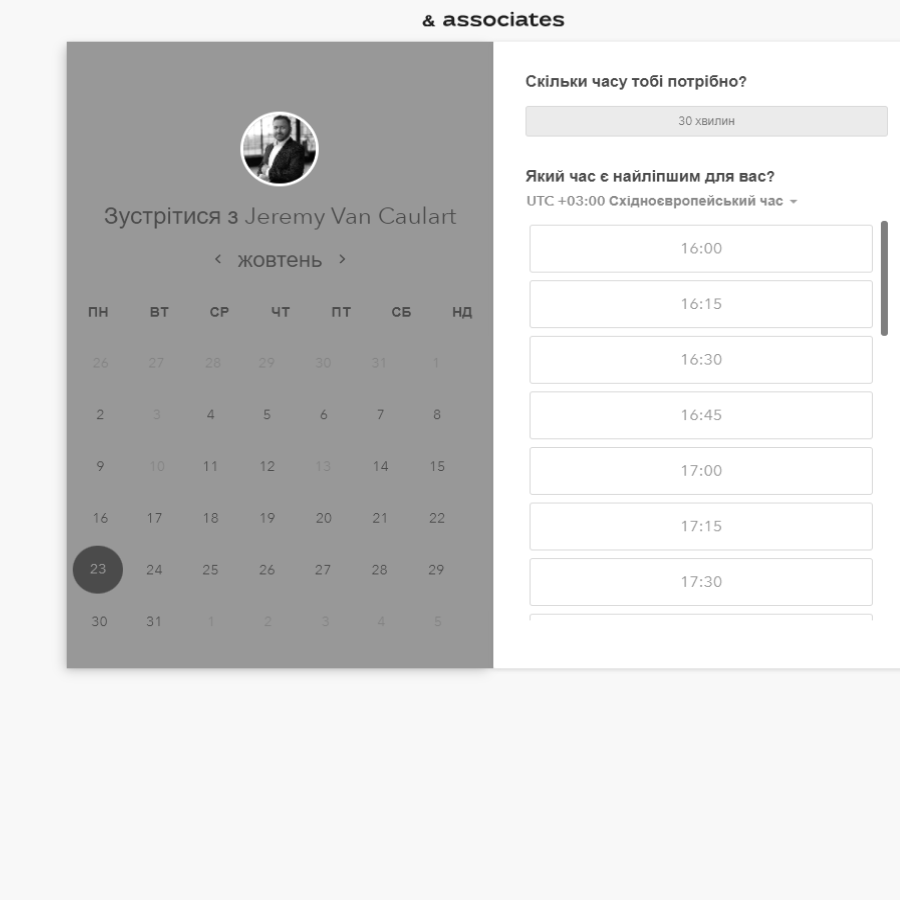 & associates
Зустрітися з Jeremy Van Caulart
жовтень
ПН ВТ СР ЧТ ПТ СБ НД
26 27 28 29 30 31 1
2 3 4 5 6 7 8
9 10 11 12 13 14 15
16 17 18 19 20 21 22
23 24 25 26 27 28 29
30 31 1 2 3 4 5
Скільки часу тобі потрібно?
30 хвилин
Який час є найліпшим для вас?
UTC +03:00 Східноєвропейський час
16:00
16:15
16:30
16:45
17:00
17:15
17:30